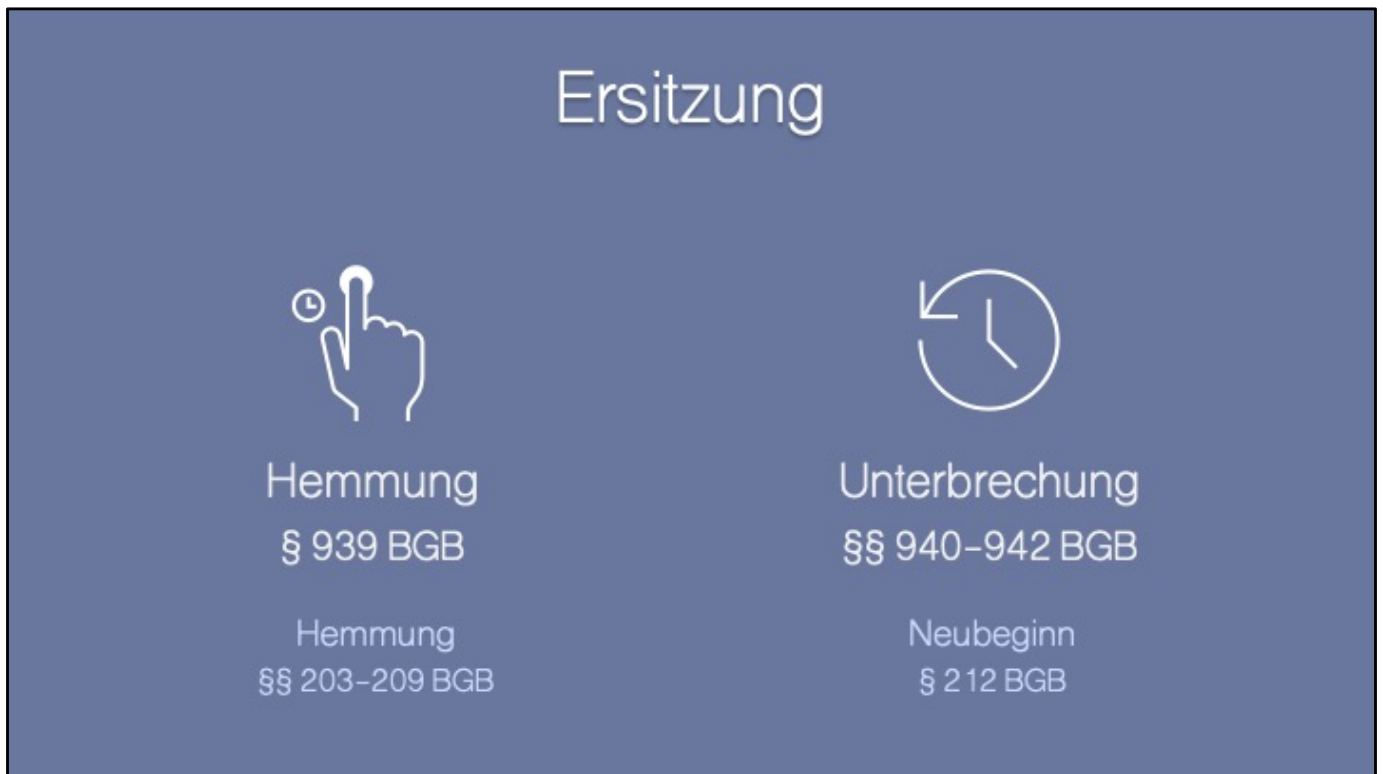 Ersitzung
Hemmung
§ 939 BGB
Hemmung
§§ 203–209 BGB
Unterbrechung
§§ 940–942 BGB
Neubeginn
§ 212 BGB